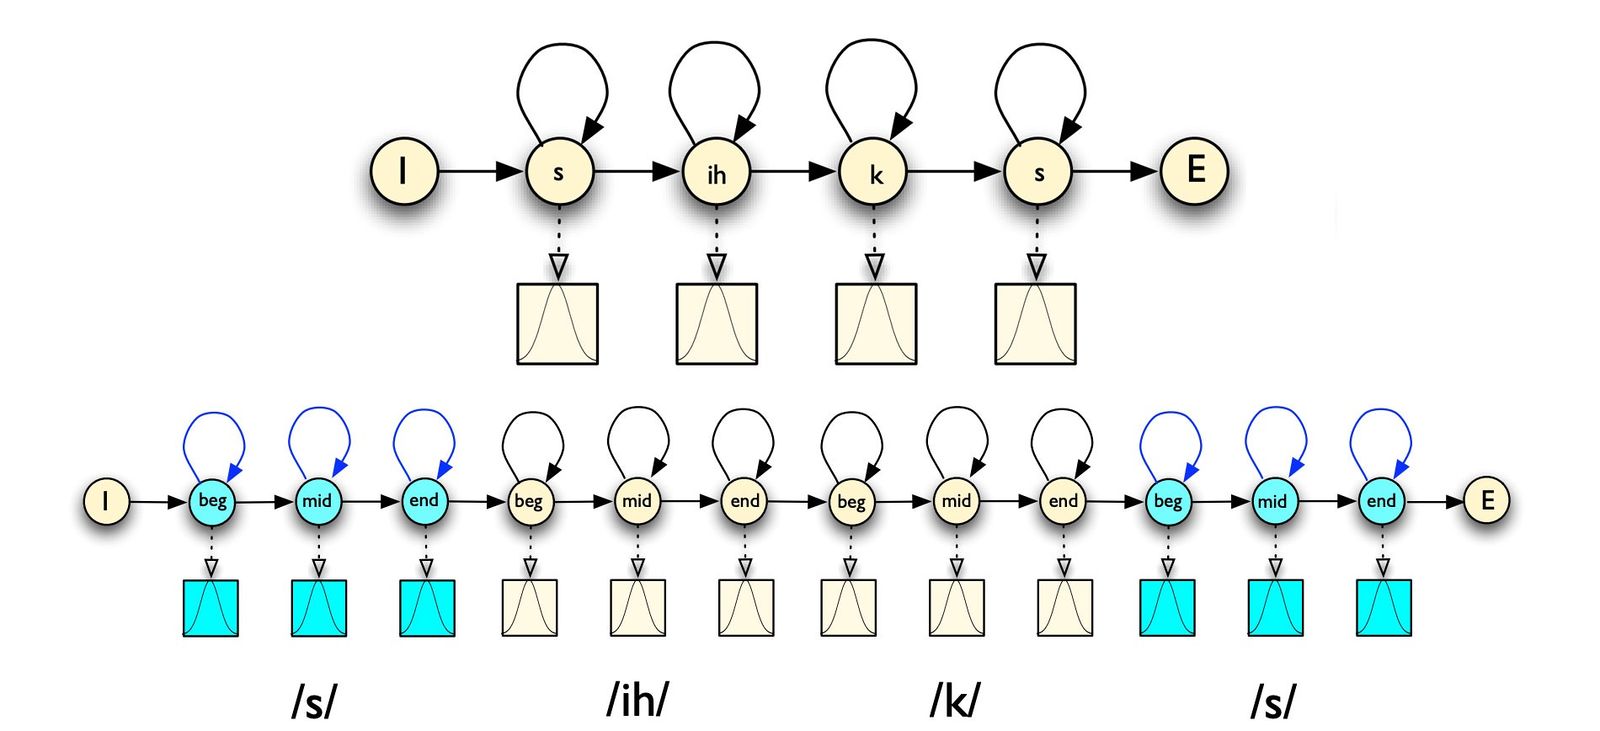 I s ih k s E
I beg mid end beg mid end beg mid end beg mid end E
/s/ /ih/ /k/ /s/